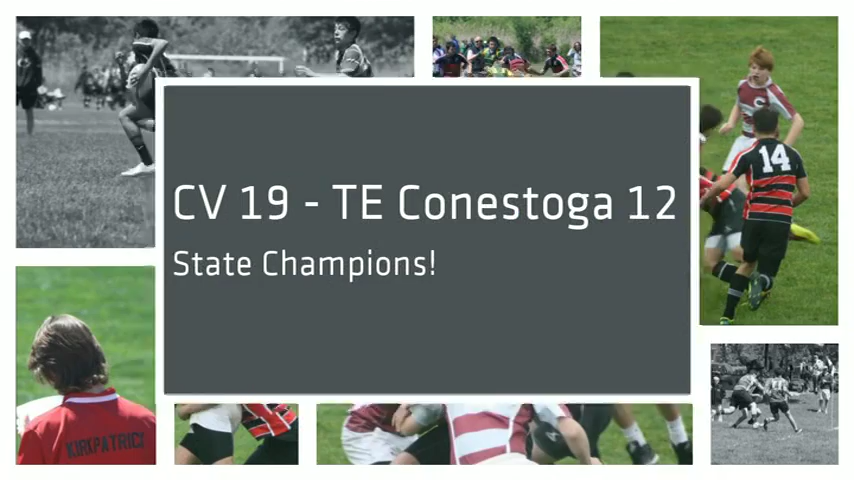 CV 19 - TE Conestoga 12
State Champions!
C
14
KIRKPATRICK